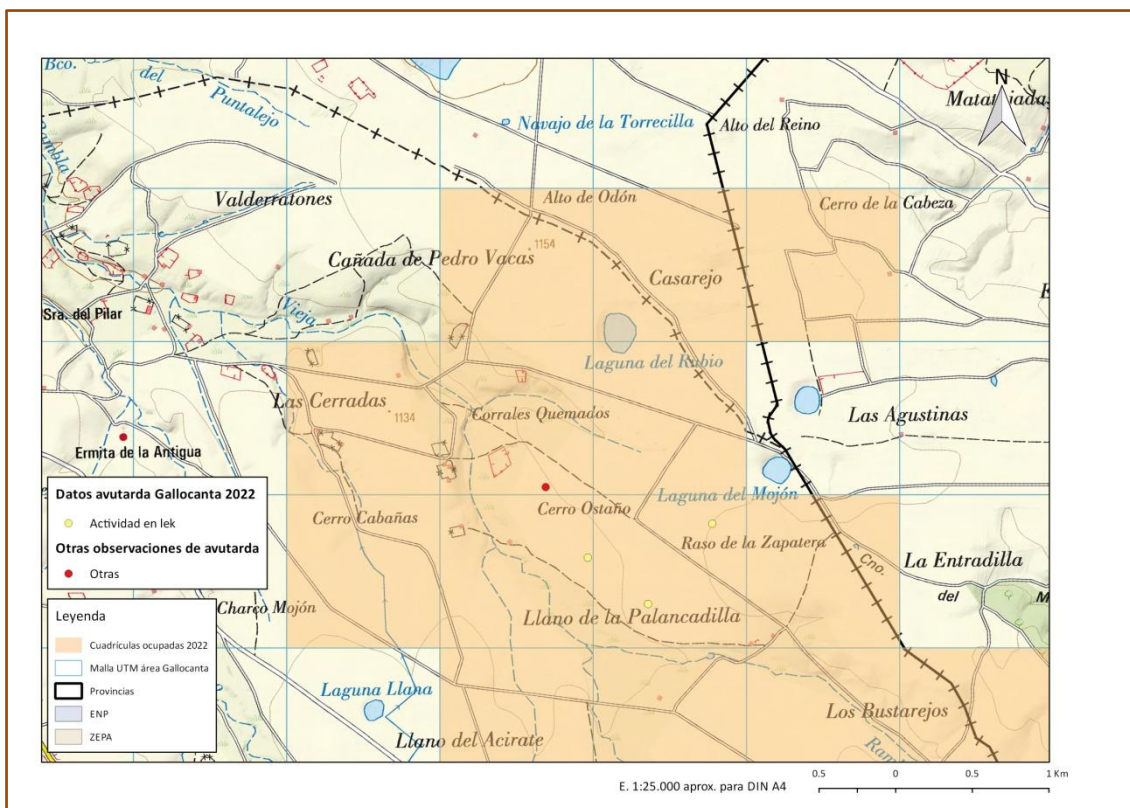 Bco.
del
Puntalejo
Rambla
Navajo de la Torrecilla
Alto del Reino
N
Valderratones
Alto de Odón
Cerro de la Cabeza
1154
Cañada de Pedro Vacas
Casarejo
Vieja
Sra. del Pilar
Laguna del Rubio
Las Cerradas
1134
Corrales Quemados
Las Agustinas
Ermita de la Antigua
Laguna del Mojón
Datos avutarda Gallocanta 2022
Actividad en lek
Otras observaciones de avutarda
Otras
Cerro Ostaño
Cerro Cabañas
Raso de la Zapatera
Cno.
La Entradilla
del
M
Leyenda
Cuadrículas ocupadas 2022
Malla UTM área Gallocanta
Provincias
ENP
ZEPA
Charco Mojón
Llano de la Palancadilla
Laguna Llana
Los Bustarejos
Llano del Acirate
E. 1:25.000 aprox. para DIN A4
0.5 0 0.5 1 Km